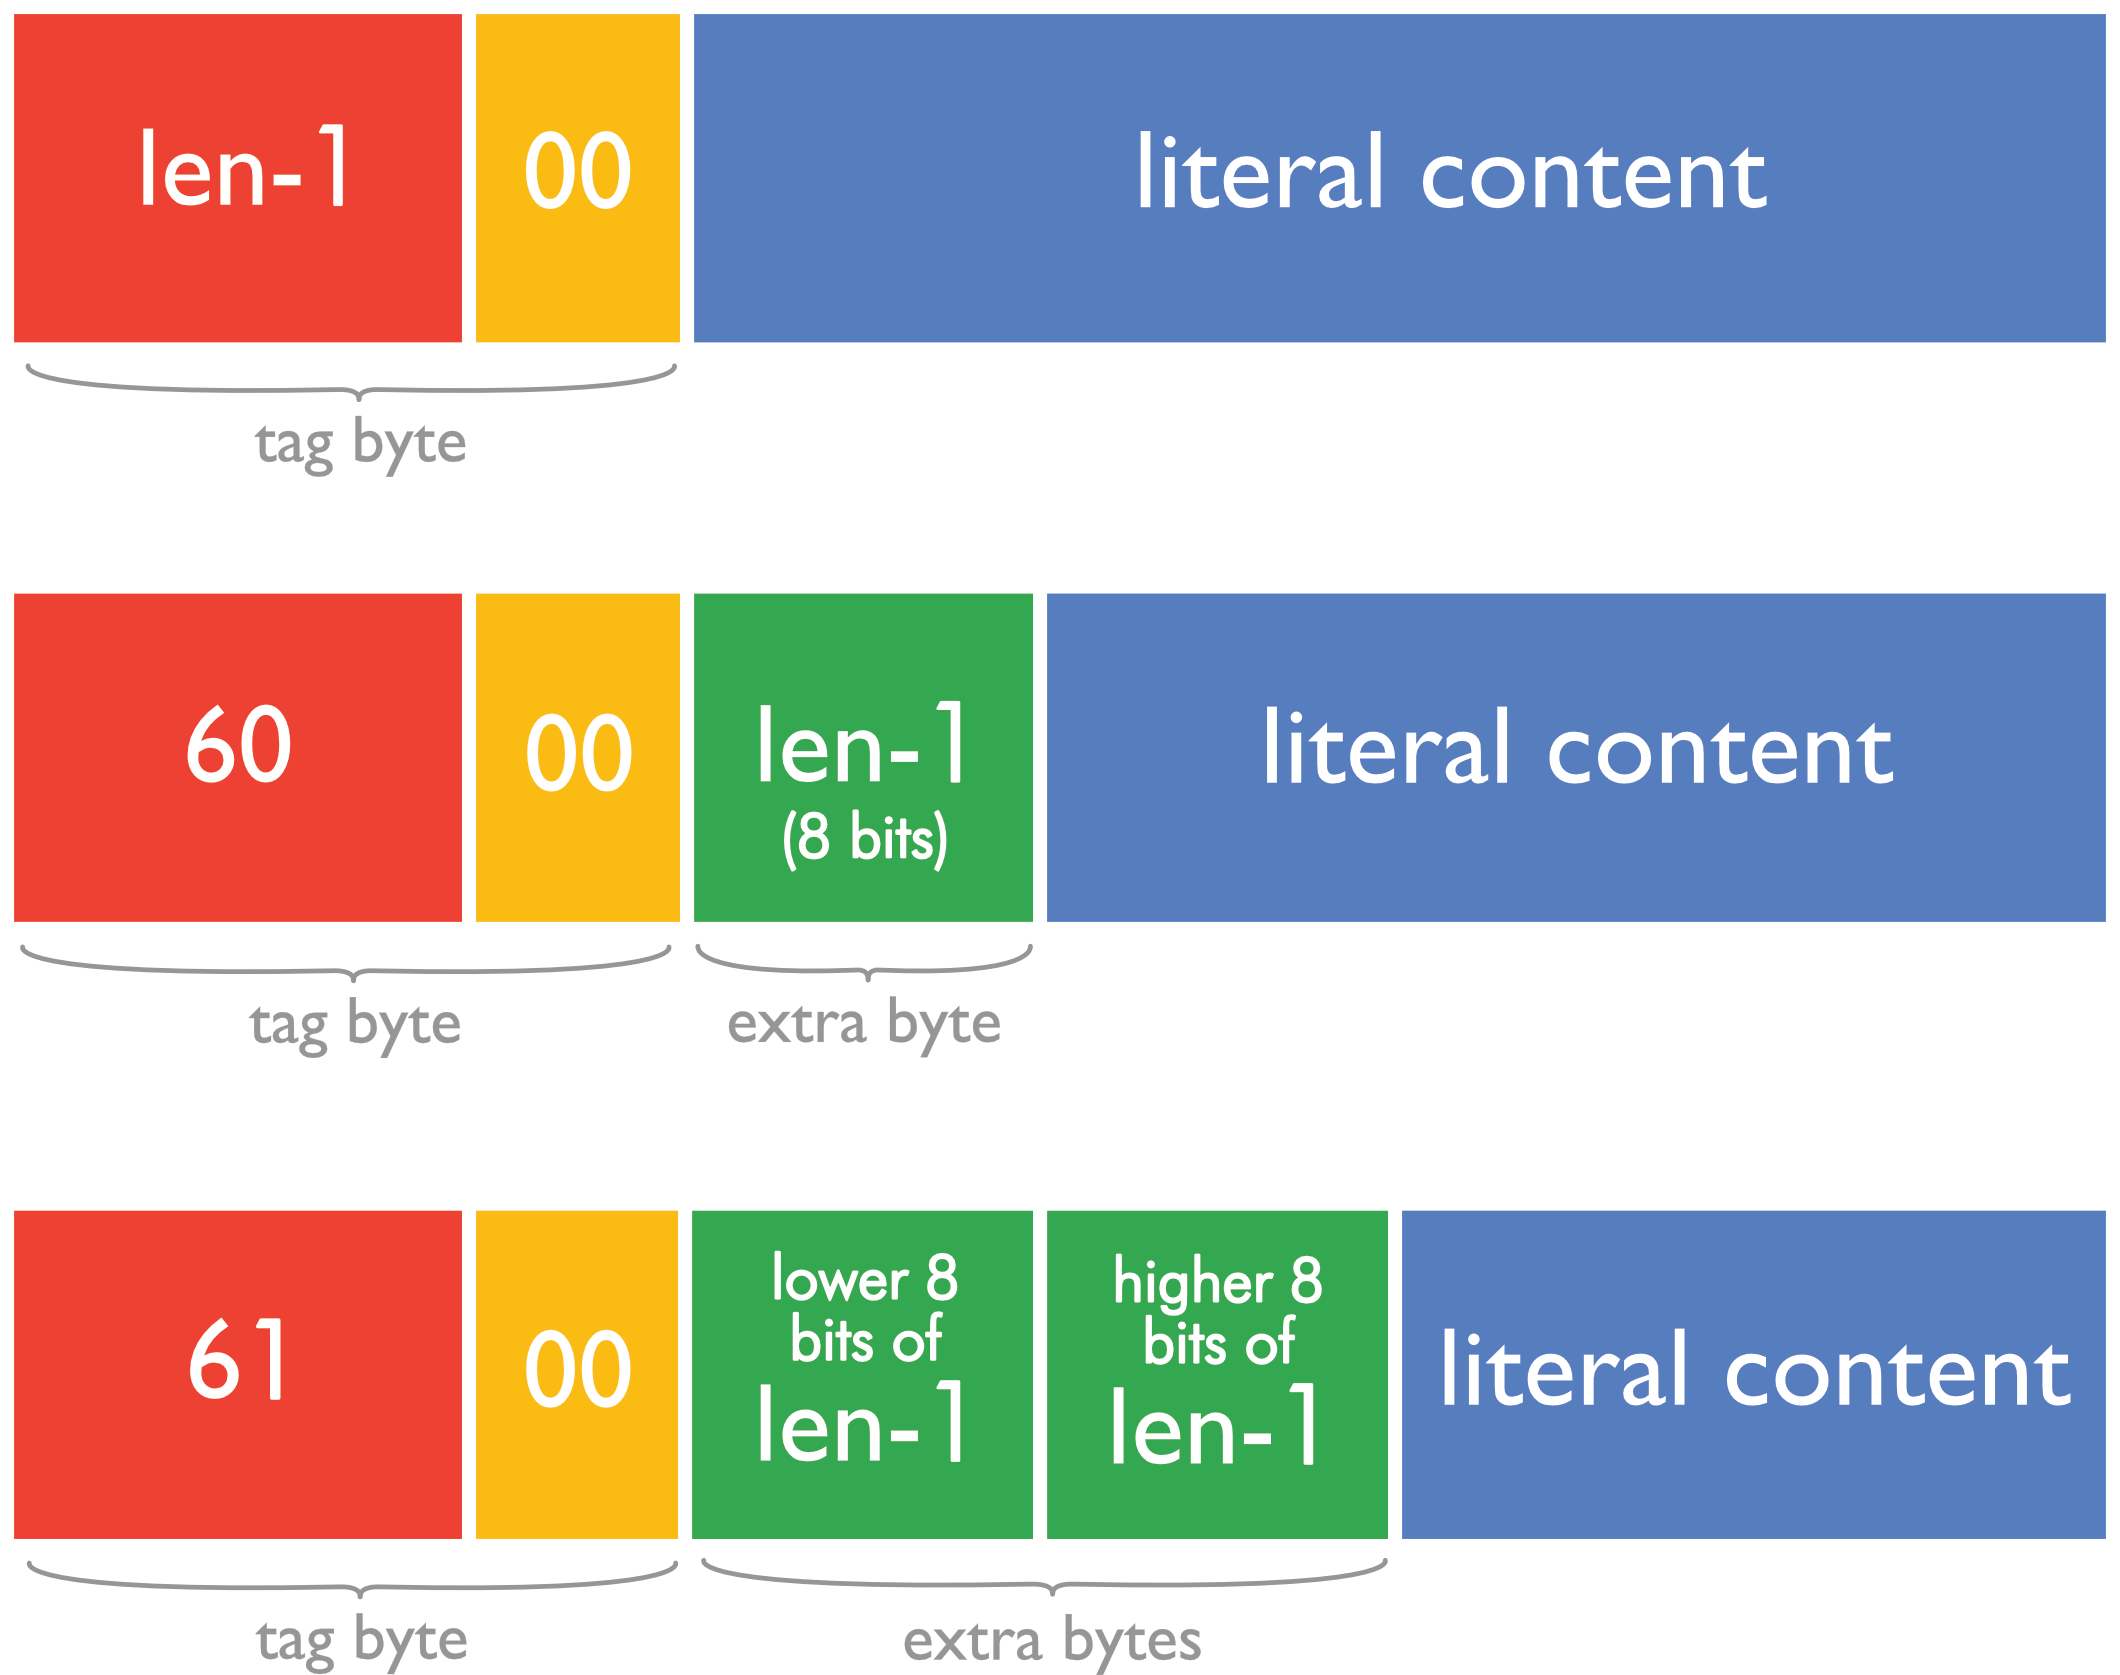 len-1 00 literal content
tag byte
60 00 len-1 literal content
(8 bits)
tag byte extra byte
61 00 lower 8 higher 8 literal content
bits of bits of
len-1 len-1
tag byte extra bytes